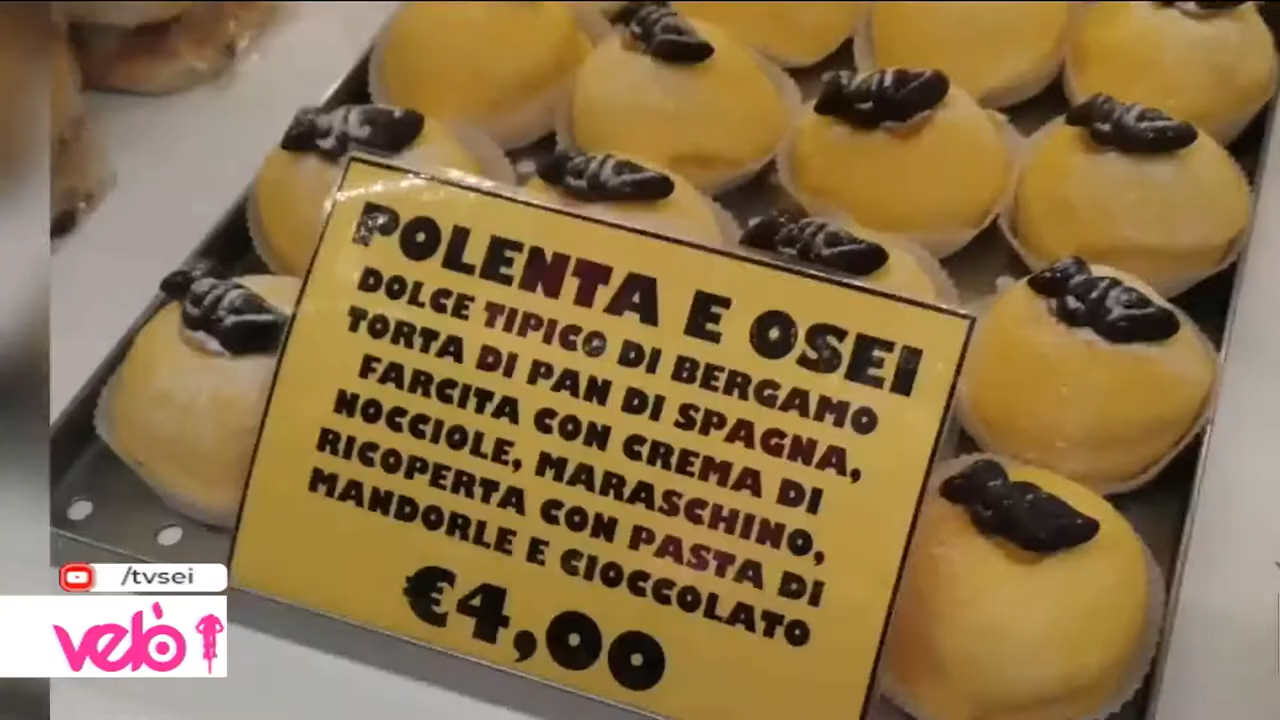 POLENTA E OSEI
DOLCE TIPICO DI BERGAMO
TORTA DI PAN DI SPAGNA,
FARCITA CON CREMA DI
NOCCIOLE, MARASCHINO,
RICOPERTA CON PASTA DI
MANDORLE E CIOCCOLATO
€4,00
/tvsei
velò